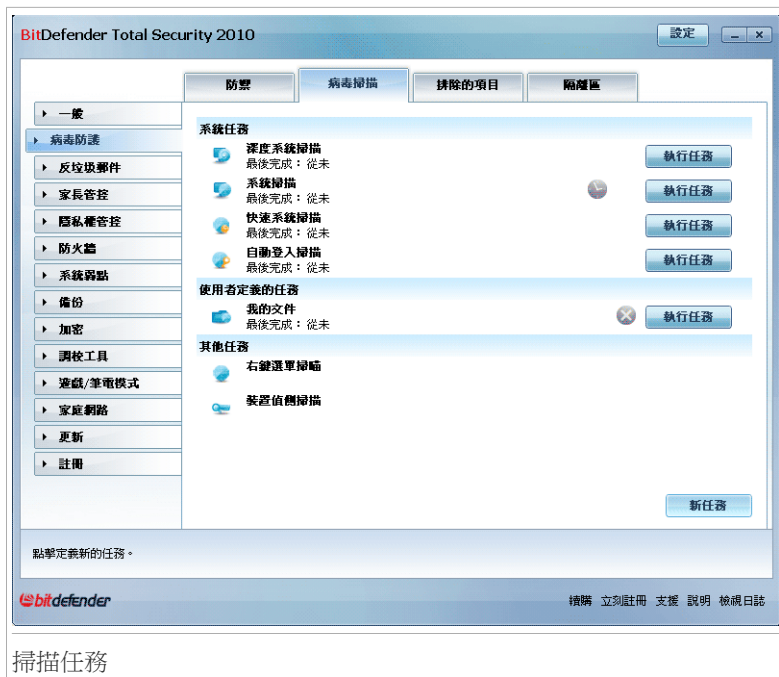 BitDefender Total Security 2010
設定
防禦
病毒掃描
排除的項目
隔離區
一般
病毒防護
反垃圾郵件
家長管控
隱私權管控
防火牆
系統弱點
備份
加密
調校工具
遊戲/筆電模式
家庭網路
更新
註冊
系統任務
深度系統掃描
最後完成：從未
執行任務
系統掃描
最後完成：從未
執行任務
快速系統掃描
最後完成：從未
執行任務
自動登入掃描
最後完成：從未
執行任務
使用者定義的任務
我的文件
最後完成：從未
執行任務
其他任務
右鍵選單掃瞄
裝置偵側掃描
新任務
點擊定義新的任務。
bitdefender
續購 立刻註冊 支援 說明 檢視日誌
掃描任務